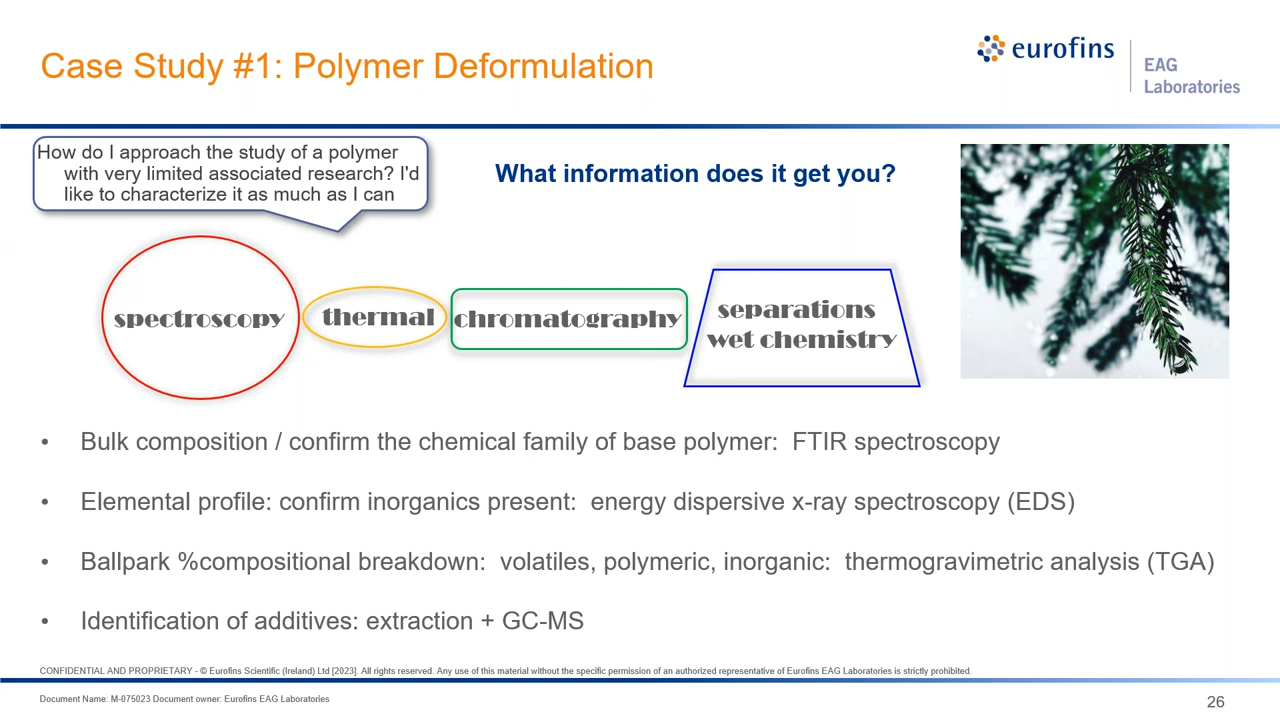 Case Study #1: Polymer Deformulation
eurofins
EAG
Laboratories
How do I approach the study of a polymer
with very limited associated research? I'd
like to characterize it as much as I can
What information does it get you?
spectroscopy
thermal
chromatography
separations
wet chemistry
• Bulk composition / confirm the chemical family of base polymer: FTIR spectroscopy
• Elemental profile: confirm inorganics present: energy dispersive x-ray spectroscopy (EDS)
• Ballpark %compositional breakdown: volatiles, polymeric, inorganic: thermogravimetric analysis (TGA)
• Identification of additives: extraction + GC-MS
CONFIDENTIAL AND PROPRIETARY - © Eurofins Scientific (Ireland) Ltd [2023]. All rights reserved. Any use of this material without the specific permission of an authorized representative of Eurofins EAG Laboratories is strictly prohibited.
Document Name: M-075023 Document owner: Eurofins EAG Laboratories
26